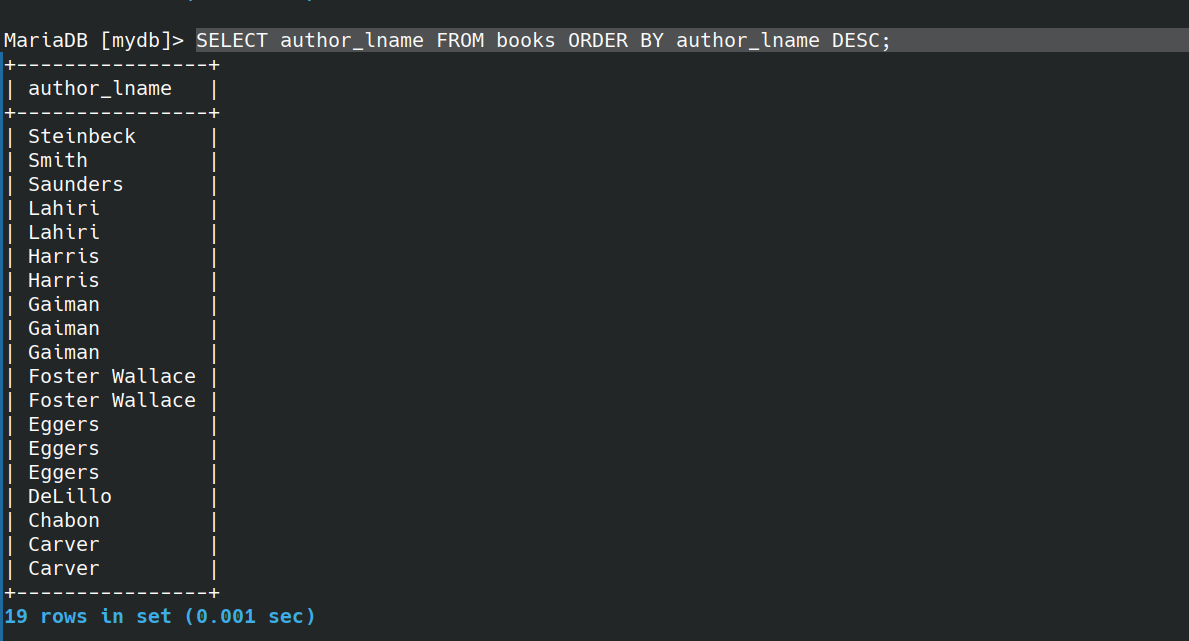 MariaDB [mydb]> SELECT author_lname FROM books ORDER BY author_lname DESC;
+----------------+
| author_lname   |
+----------------+
| Steinbeck      |
| Smith          |
| Saunders       |
| Lahiri         |
| Lahiri         |
| Harris         |
| Harris         |
| Gaiman         |
| Gaiman         |
| Gaiman         |
| Foster Wallace |
| Foster Wallace |
| Eggers         |
| Eggers         |
| Eggers         |
| DeLillo        |
| Chabon         |
| Carver         |
| Carver         |
+----------------+
19 rows in set (0.001 sec)